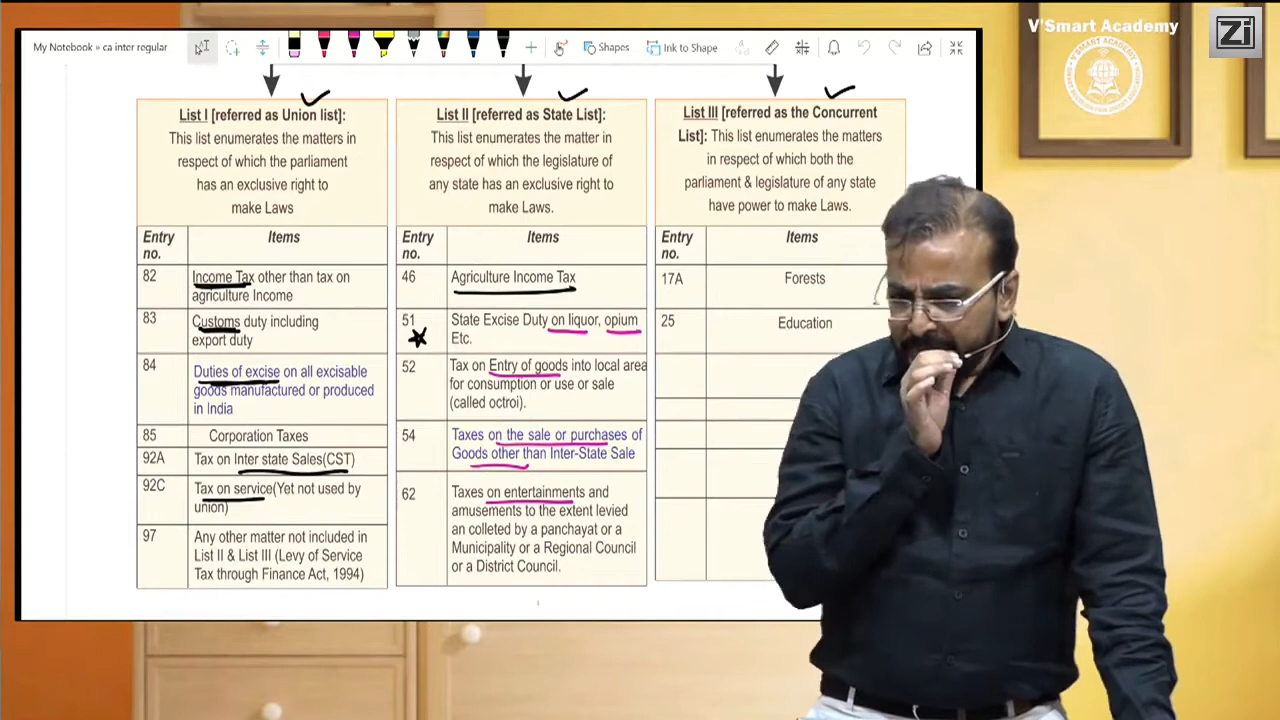 V'Smart Academy
My Notebook » ca inter regular
Shapes
Ink to Shape
List I [referred as Union list]:
This list enumerates the matters in
respect of which the parliament
has an exclusive right to
make Laws
Entry no.
Items
82
Income Tax other than tax on
agriculture Income
83
Customs duty including
export duty
84
Duties of excise on all excisable
goods manufactured or produced
in India
85
Corporation Taxes
92A
Tax on Inter state Sales(CST)
92C
Tax on service(Yet not used by
union)
97
Any other matter not included in
List II & List III (Levy of Service
Tax through Finance Act, 1994)
List II [referred as State List]:
This list enumerates the matter in
respect of which the legislature of
any state has an exclusive right to
make Laws.
Entry no.
Items
46
Agriculture Income Tax
51
State Excise Duty on liquor, opium
Etc.
52
Tax on Entry of goods into local area
for consumption or use or sale
(called octroi).
54
Taxes on the sale or purchases of
Goods other than Inter-State Sale
62
Taxes on entertainments and
amusements to the extent levied
an colleted by a panchayat or a
Municipality or a Regional Council
or a District Council.
List III [referred as the Concurrent
List]: This list enumerates the matters
in respect of which both the
parliament & legislature of any state
have power to make Laws.
Entry no.
Items
17A
Forests
25
Education